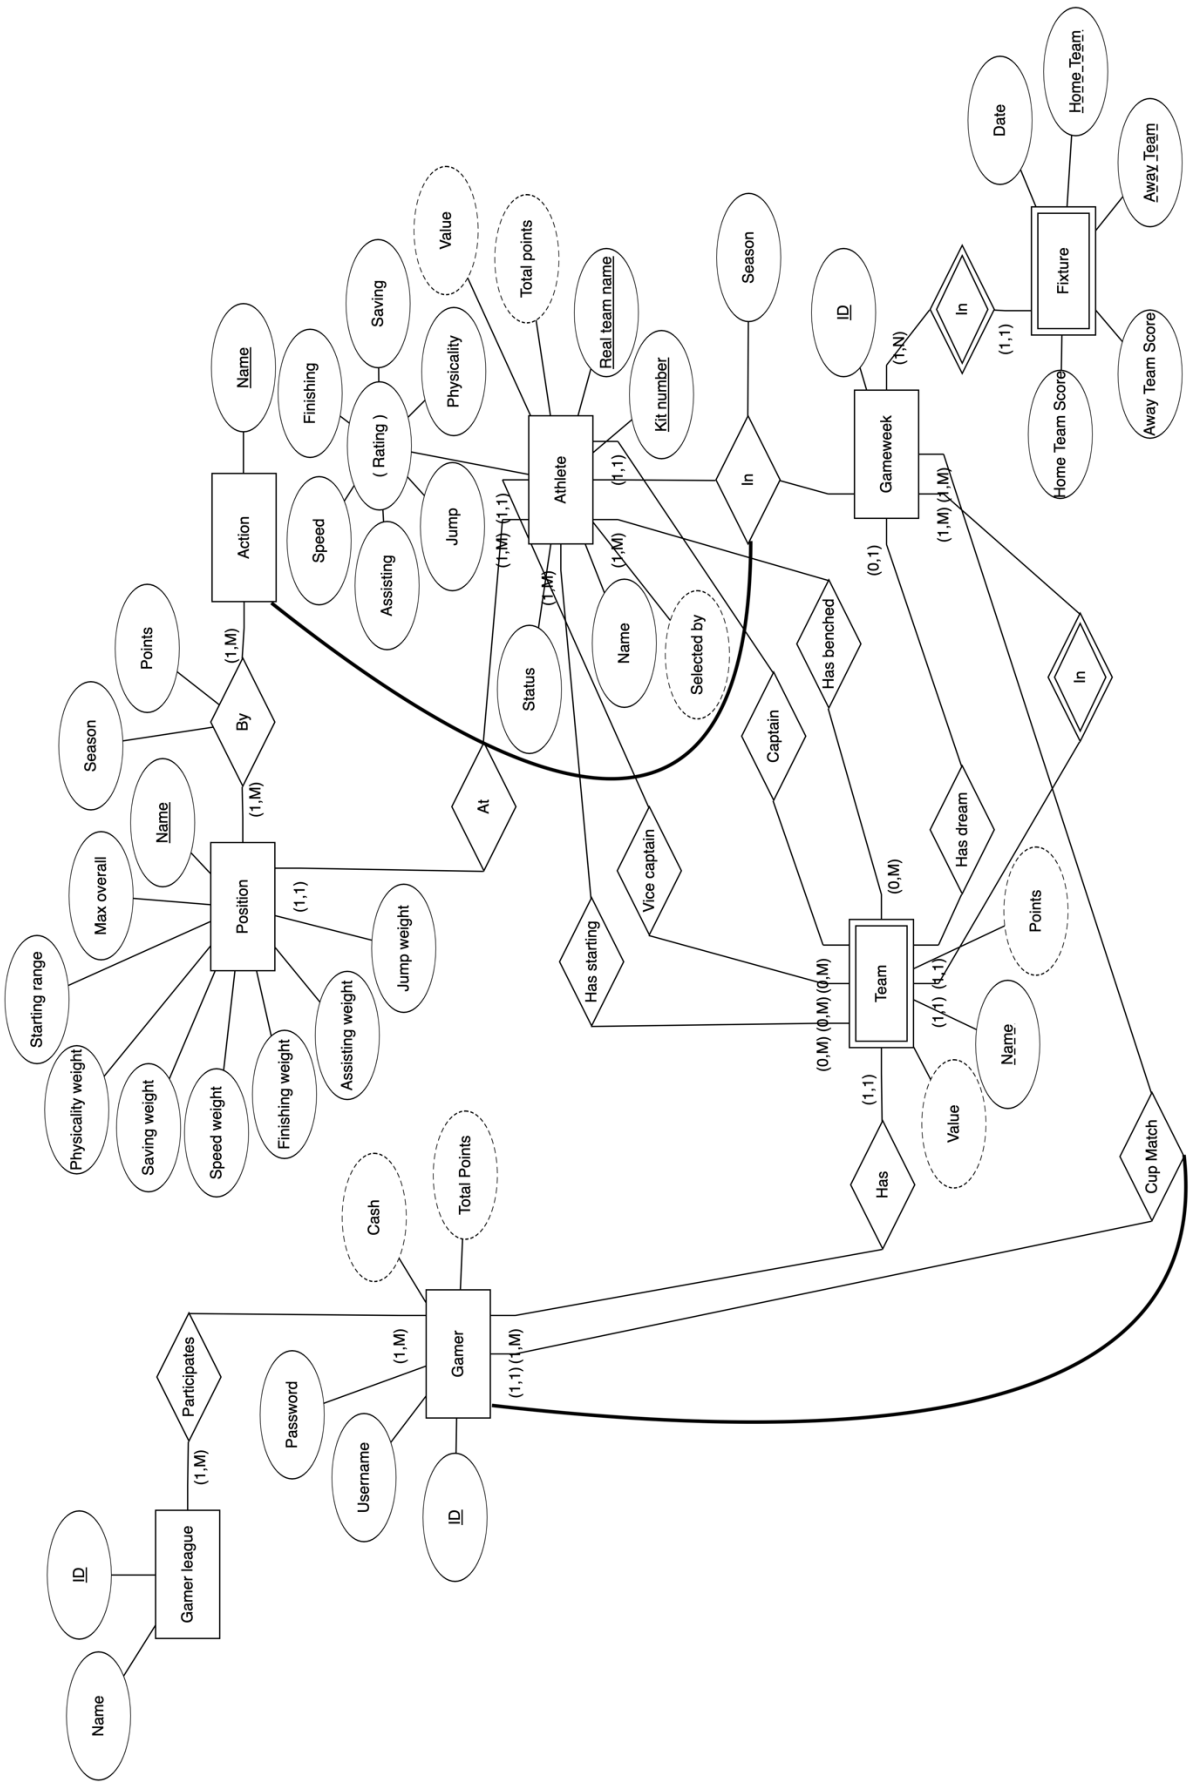 Name
ID
Gamer league
(1,M)
Participates
Username
Password
ID
Gamer
(1,M)
(1,1)
(1,M)
Cash
Total Points
Starting range
Max overall
Name
Physicality weight
Saving weight
Speed weight
Finishing weight
Assisting weight
Jump weight
Position
(1,1)
(1,M)
Season
Points
By
(1,M)
Action
Name
At
Speed
Finishing
Saving
( Rating )
Assisting
Jump
Physicality
Value
Total points
Real team name
Kit number
Athlete
(1,M)
(1,1)
(1,M)
(1,M)
(1,1)
Status
Name
Selected by
Has starting
Vice captain
Captain
Has benched
In
Season
(0,M)
(0,M)
(0,M)
(0,M)
Team
(1,1)
(1,1)
(1,1)
Has
Value
Name
Points
Has dream
In
Cup Match
(0,1)
(1,M)
(1,M)
Gameweek
ID
(1,N)
In
(1,1)
Fixture
Date
Home Team
Away Team
Home Team Score
Away Team Score